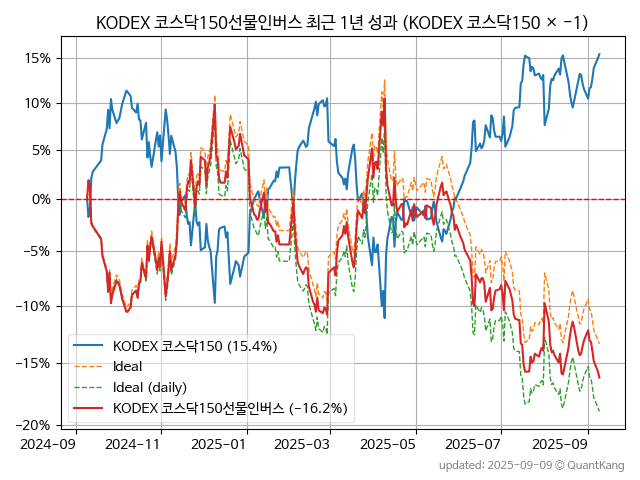 KODEX 코스닥150선물인버스 최근 1년 성과 (KODEX 코스닥150 × −1)
15%
10%
5%
0%
−5%
−10%
−15%
−20%
KODEX 코스닥150 (15.4%)
Ideal
Ideal (daily)
KODEX 코스닥150선물인버스 (−16.2%)
2024-09
2024-11
2025-01
2025-03
2025-05
2025-07
2025-09
updated: 2025-09-09 © QuantKang